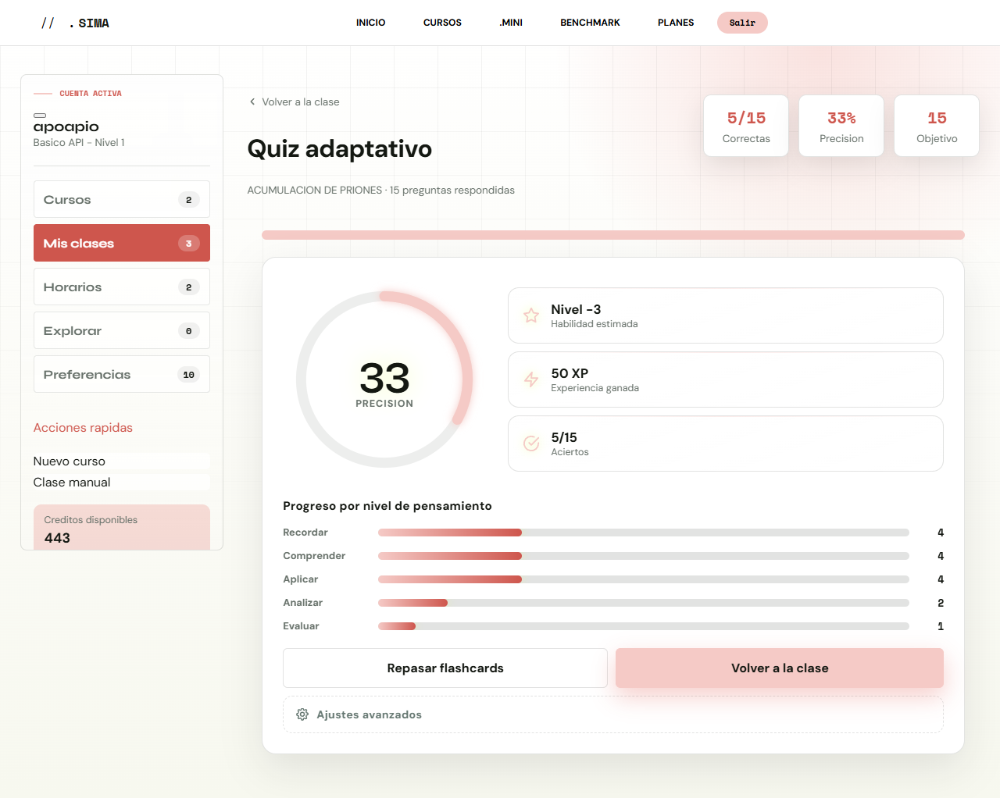 // . SIMA
INICIO
CURSOS
.MINI
BENCHMARK
PLANES
Salir
CUENTA ACTIVA
apoapio
Basico API - Nivel 1
Cursos 2
Mis clases 3
Horarios 2
Explorar 0
Preferencias 10
Acciones rapidas
Nuevo curso
Clase manual
Creditos disponibles
443
Volver a la clase
Quiz adaptativo
ACUMULACION DE PRIONES · 15 preguntas respondidas
5/15
Correctas
33%
Precision
15
Objetivo
33
PRECISION
Nivel -3
Habilidad estimada
50 XP
Experiencia ganada
5/15
Aciertos
Progreso por nivel de pensamiento
Recordar 4
Comprender 4
Aplicar 4
Analizar 2
Evaluar 1
Repasar flashcards
Volver a la clase
Ajustes avanzados